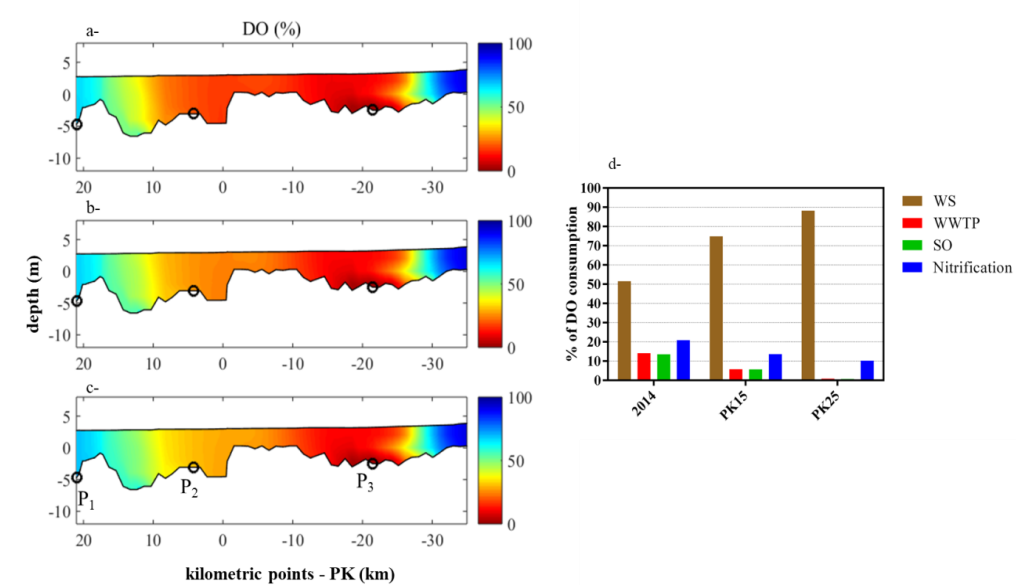 a-
DO (%)
5
0
-5
-10
20 10 0 -10 -20 -30
100
50
0
b-
5
0
-5
-10
20 10 0 -10 -20 -30
100
50
0
c-
5
0
-5
-10
20 10 0 -10 -20 -30
100
50
0
P1
P2
P3
depth (m)
kilometric points - PK (km)
d-
% of DO consumption
100
90
80
70
60
50
40
30
20
10
0
2014
PK15
PK25
WS
WWTP
SO
Nitrification